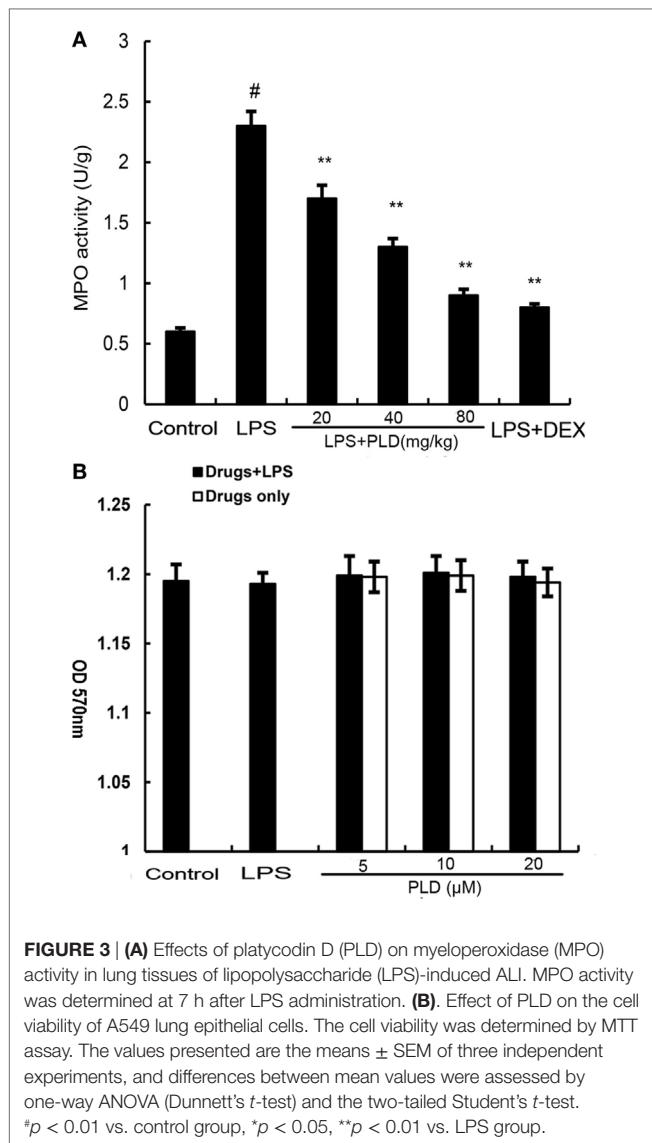 A
3
2.5
2
1.5
1
0.5
0
MPO activity (U/g)
#
**
**
**
**
Control LPS 20 40 80 LPS+DEX
LPS+PLD(mg/kg)
B
Drugs+LPS
Drugs only
1.25
1.2
1.15
1.1
1.05
1
OD 570nm
Control LPS 5 10 20
PLD (µM)
FIGURE 3 | (A) Effects of platycodin D (PLD) on myeloperoxidase (MPO)
activity in lung tissues of lipopolysaccharide (LPS)-induced ALI. MPO activity
was determined at 7 h after LPS administration. (B). Effect of PLD on the cell
viability of A549 lung epithelial cells. The cell viability was determined by MTT
assay. The values presented are the means ± SEM of three independent
experiments, and differences between mean values were assessed by
one-way ANOVA (Dunnett's t-test) and the two-tailed Student's t-test.
#p < 0.01 vs. control group, *p < 0.05, **p < 0.01 vs. LPS group.